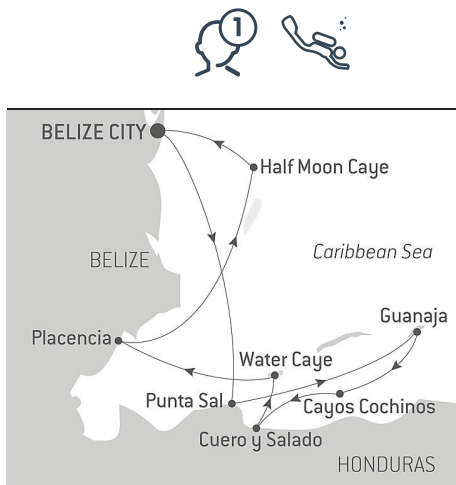 1
BELIZE CITY
Half Moon Caye
Caribbean Sea
BELIZE
Guanaja
Placencia
Water Caye
Punta Sal
Cayos Cochinos
Cuero y Salado
HONDURAS